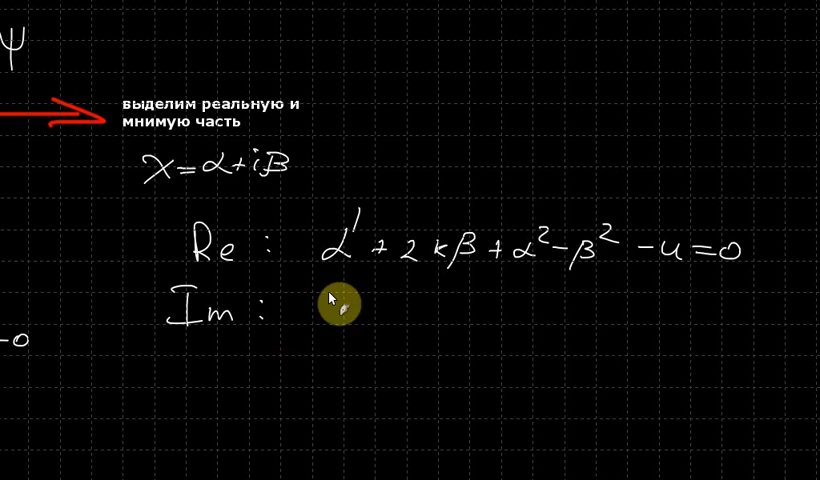 ψ
выделим реальную и
мнимую часть
χ = α + iβ
Re : α' + 2kβ + α² - β² - u = 0
Im :
-0